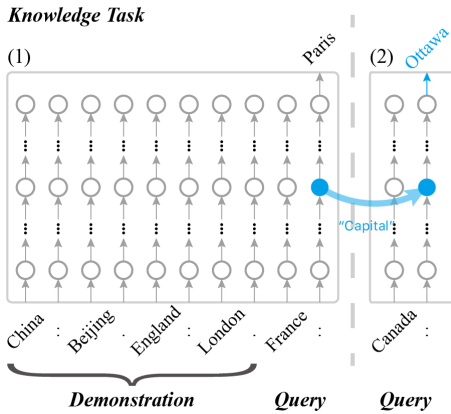 Knowledge Task
(1)
Paris
(2)
Ottawa
"Capital"
China : Beijing : England : London . France :
Canada :
Demonstration
Query
Query